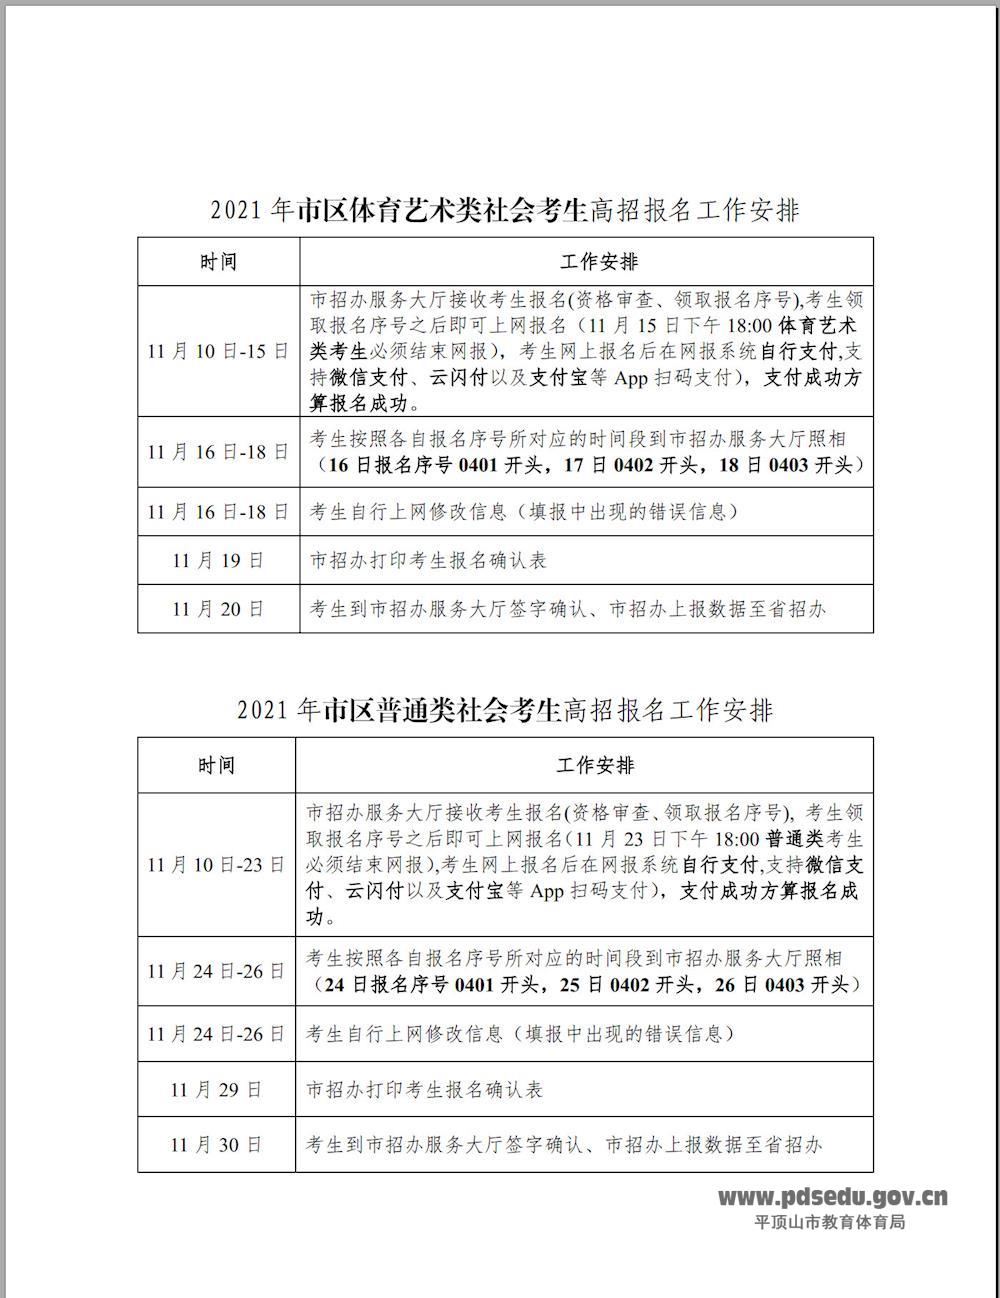 2021 年市区体育艺术类社会考生高招报名工作安排
时间
工作安排
11 月 10 日-15 日
市招办服务大厅接收考生报名(资格审查、领取报名序号),考生领
取报名序号之后即可上网报名（11 月 15 日下午 18:00 体育艺术
类考生必须结束网报），考生网上报名后在网报系统自行支付,支
持微信支付、云闪付以及支付宝等 App 扫码支付），支付成功方
算报名成功。
11 月 16 日-18 日
考生按照各自报名序号所对应的时间段到市招办服务大厅照相
（16 日报名序号 0401 开头，17 日 0402 开头，18 日 0403 开头）
11 月 16 日-18 日
考生自行上网修改信息（填报中出现的错误信息）
11 月 19 日
市招办打印考生报名确认表
11 月 20 日
考生到市招办服务大厅签字确认、市招办上报数据至省招办
2021 年市区普通类社会考生高招报名工作安排
时间
工作安排
11 月 10 日-23 日
市招办服务大厅接收考生报名(资格审查、领取报名序号)，考生领
取报名序号之后即可上网报名（11 月 23 日下午 18:00 普通类考生
必须结束网报）,考生网上报名后在网报系统自行支付,支持微信支
付、云闪付以及支付宝等 App 扫码支付），支付成功方算报名成
功。
11 月 24 日-26 日
考生按照各自报名序号所对应的时间段到市招办服务大厅照相
（24 日报名序号 0401 开头，25 日 0402 开头，26 日 0403 开头）
11 月 24 日-26 日
考生自行上网修改信息（填报中出现的错误信息）
11 月 29 日
市招办打印考生报名确认表
11 月 30 日
考生到市招办服务大厅签字确认、市招办上报数据至省招办
www.pdsedu.gov.cn
平顶山市教育体育局